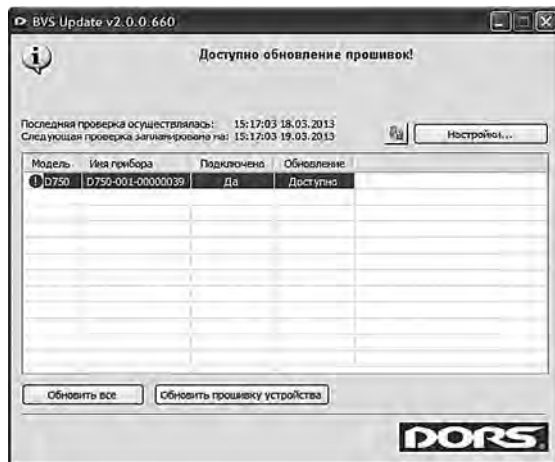 BVS Update v2.0.0.660
Доступно обновление прошивок!
Последняя проверка осуществлялась: 15:17:03 18.03.2013
Следующая проверка запланирована на: 15:17:03 19.03.2013
Настройки...
Модель Имя прибора Подключено Обновление
D750 D750-001-00000039 Да Доступно
Обновить все Обновить прошивку устройства
DORS